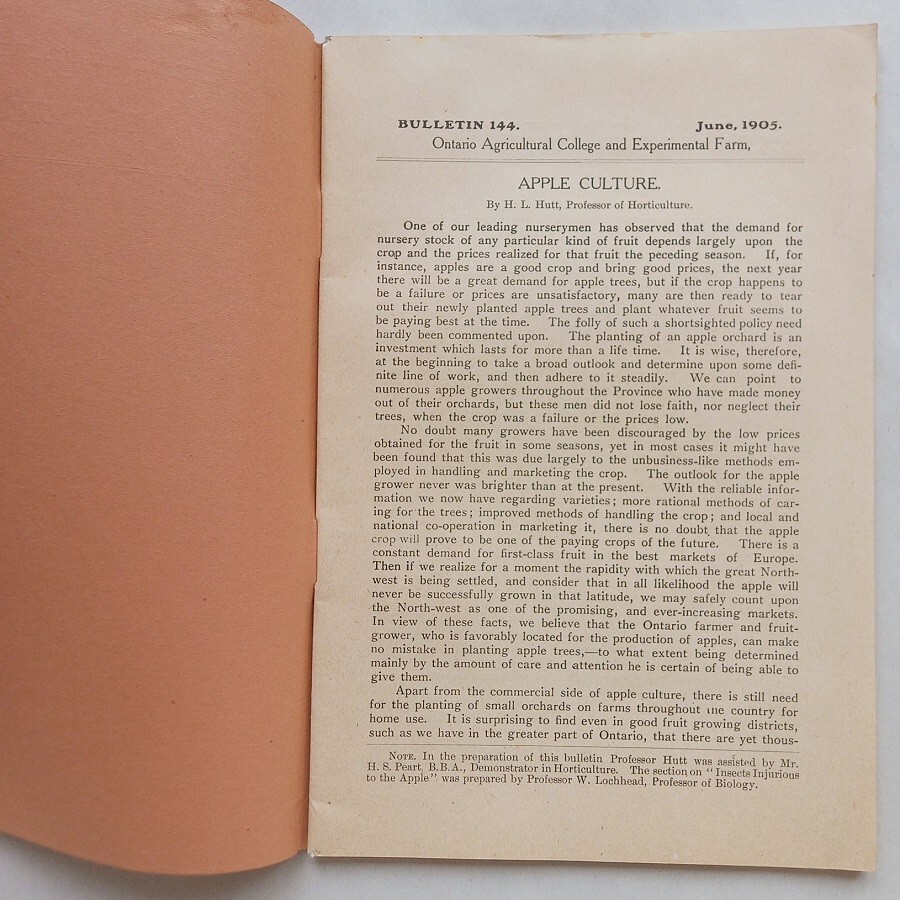 BULLETIN 144. June, 1905.
Ontario Agricultural College and Experimental Farm,
APPLE CULTURE.
By H. L. Hutt, Professor of Horticulture.
One of our leading nurserymen has observed that the demand for
nursery stock of any particular kind of fruit depends largely upon the
crop and the prices realized for that fruit the peceding season. If, for
instance, apples are a good crop and bring good prices, the next year
there will be a great demand for apple trees, but if the crop happens to
be a failure or prices are unsatisfactory, many are then ready to tear
out their newly planted apple trees and plant whatever fruit seems to
be paying best at the time. The folly of such a shortsighted policy need
hardly been commented upon. The planting of an apple orchard is an
investment which lasts for more than a life time. It is wise, therefore,
at the beginning to take a broad outlook and determine upon some defi-
nite line of work, and then adhere to it steadily. We can point to
numerous apple growers throughout the Province who have made money
out of their orchards, but these men did not lose faith, nor neglect their
trees, when the crop was a failure or the prices low.
No doubt many growers have been discouraged by the low prices
obtained for the fruit in some seasons, yet in most cases it might have
been found that this was due largely to the unbusiness-like methods em-
ployed in handling and marketing the crop. The outlook for the apple
grower never was brighter than at the present. With the reliable infor-
mation we now have regarding varieties; more rational methods of car-
ing for the trees; improved methods of handling the crop; and local and
national co-operation in marketing it, there is no doubt that the apple
crop will prove to be one of the paying crops of the future. There is a
constant demand for first-class fruit in the best markets of Europe.
Then if we realize for a moment the rapidity with which the great North-
west is being settled, and consider that in all likelihood the apple will
never be successfully grown in that latitude, we may safely count upon
the North-west as one of the promising, and ever-increasing markets.
In view of these facts, we believe that the Ontario farmer and fruit-
grower, who is favorably located for the production of apples, can make
no mistake in planting apple trees,—to what extent being determined
mainly by the amount of care and attention he is certain of being able to
give them.
Apart from the commercial side of apple culture, there is still need
for the planting of small orchards on farms throughout the country for
home use. It is surprising to find even in good fruit growing districts,
such as we have in the greater part of Ontario, that there are yet thous-
NOTE. In the preparation of this bulletin Professor Hutt was assisted by Mr.
H. S. Peart, B.B.A., Demonstrator in Horticulture. The section on "Insects Injurious
to the Apple" was prepared by Professor W. Lochhead, Professor of Biology.